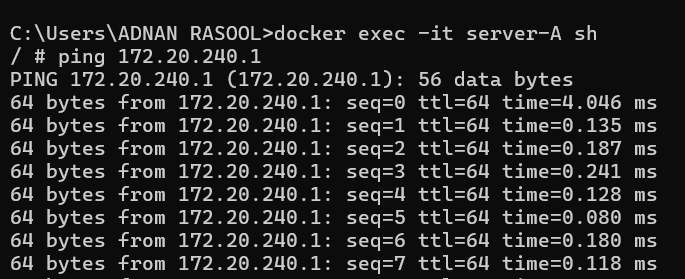 C:\Users\ADNAN RASOOL>docker exec -it server-A sh
/ # ping 172.20.240.1
PING 172.20.240.1 (172.20.240.1): 56 data bytes
64 bytes from 172.20.240.1: seq=0 ttl=64 time=4.046 ms
64 bytes from 172.20.240.1: seq=1 ttl=64 time=0.135 ms
64 bytes from 172.20.240.1: seq=2 ttl=64 time=0.187 ms
64 bytes from 172.20.240.1: seq=3 ttl=64 time=0.241 ms
64 bytes from 172.20.240.1: seq=4 ttl=64 time=0.128 ms
64 bytes from 172.20.240.1: seq=5 ttl=64 time=0.080 ms
64 bytes from 172.20.240.1: seq=6 ttl=64 time=0.180 ms
64 bytes from 172.20.240.1: seq=7 ttl=64 time=0.118 ms